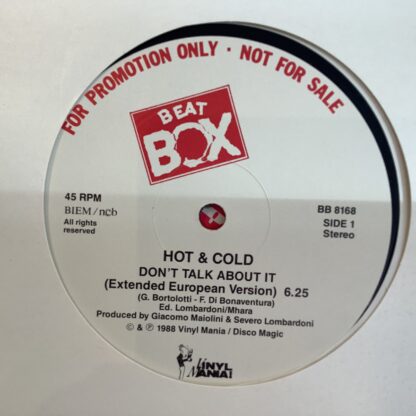 FOR PROMOTION ONLY · NOT FOR SALE
BEAT
BOX
45 RPM
BIEM/ncb
All rights
reserved
BB 8168
SIDE 1
Stereo
HOT & COLD
DON'T TALK ABOUT IT
(Extended European Version) 6.25
(G. Bortolotti - F. Di Bonaventura)
Ed. Lombardoni/Mhara
Produced by Giacomo Maiolini & Severo Lombardoni
© & ℗ 1988 Vinyl Mania / Disco Magic
VINYL
MANIA!